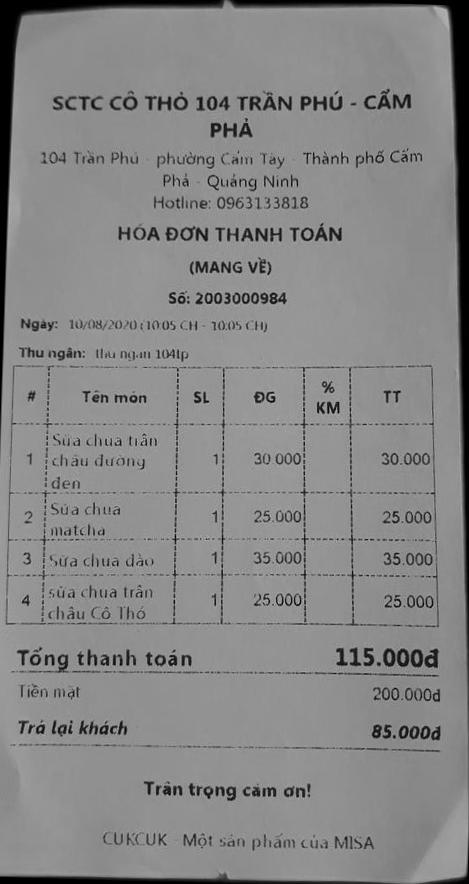 SCTC CÔ THỎ 104 TRẦN PHÚ - CẨM
PHẢ
104 Trần Phú - phường Cẩm Tây - Thành phố Cẩm
Phả - Quảng Ninh
Hotline: 0963133818
HÓA ĐƠN THANH TOÁN
(MANG VỀ)
Số: 2003000984
Ngày: 10/08/2020 (10:05 CH - 10:05 CH)
Thu ngân: thu ngan 104tp
# Tên món SL ĐG % KM TT
1 Sữa chua trân châu đường đen 1 30.000 30.000
2 Sữa chua matcha 1 25.000 25.000
3 Sữa chua đào 1 35.000 35.000
4 sữa chua trân châu Cô Thỏ 1 25.000 25.000
Tổng thanh toán 115.000đ
Tiền mặt 200.000đ
Trả lại khách 85.000đ
Trân trọng cảm ơn!
CUKCUK - Một sản phẩm của MISA